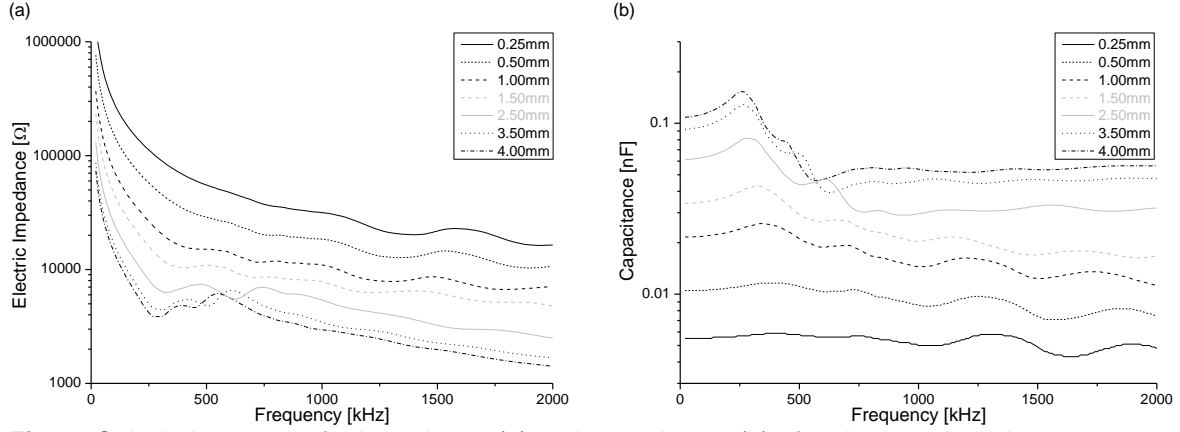 (a)
1000000
100000
10000
1000
Electric Impedance [Ω]
0
500
1000
1500
2000
Frequency [kHz]
0.25mm
0.50mm
1.00mm
1.50mm
2.50mm
3.50mm
4.00mm
(b)
0.1
0.01
Capacitance [nF]
0
500
1000
1500
2000
Frequency [kHz]
0.25mm
0.50mm
1.00mm
1.50mm
2.50mm
3.50mm
4.00mm